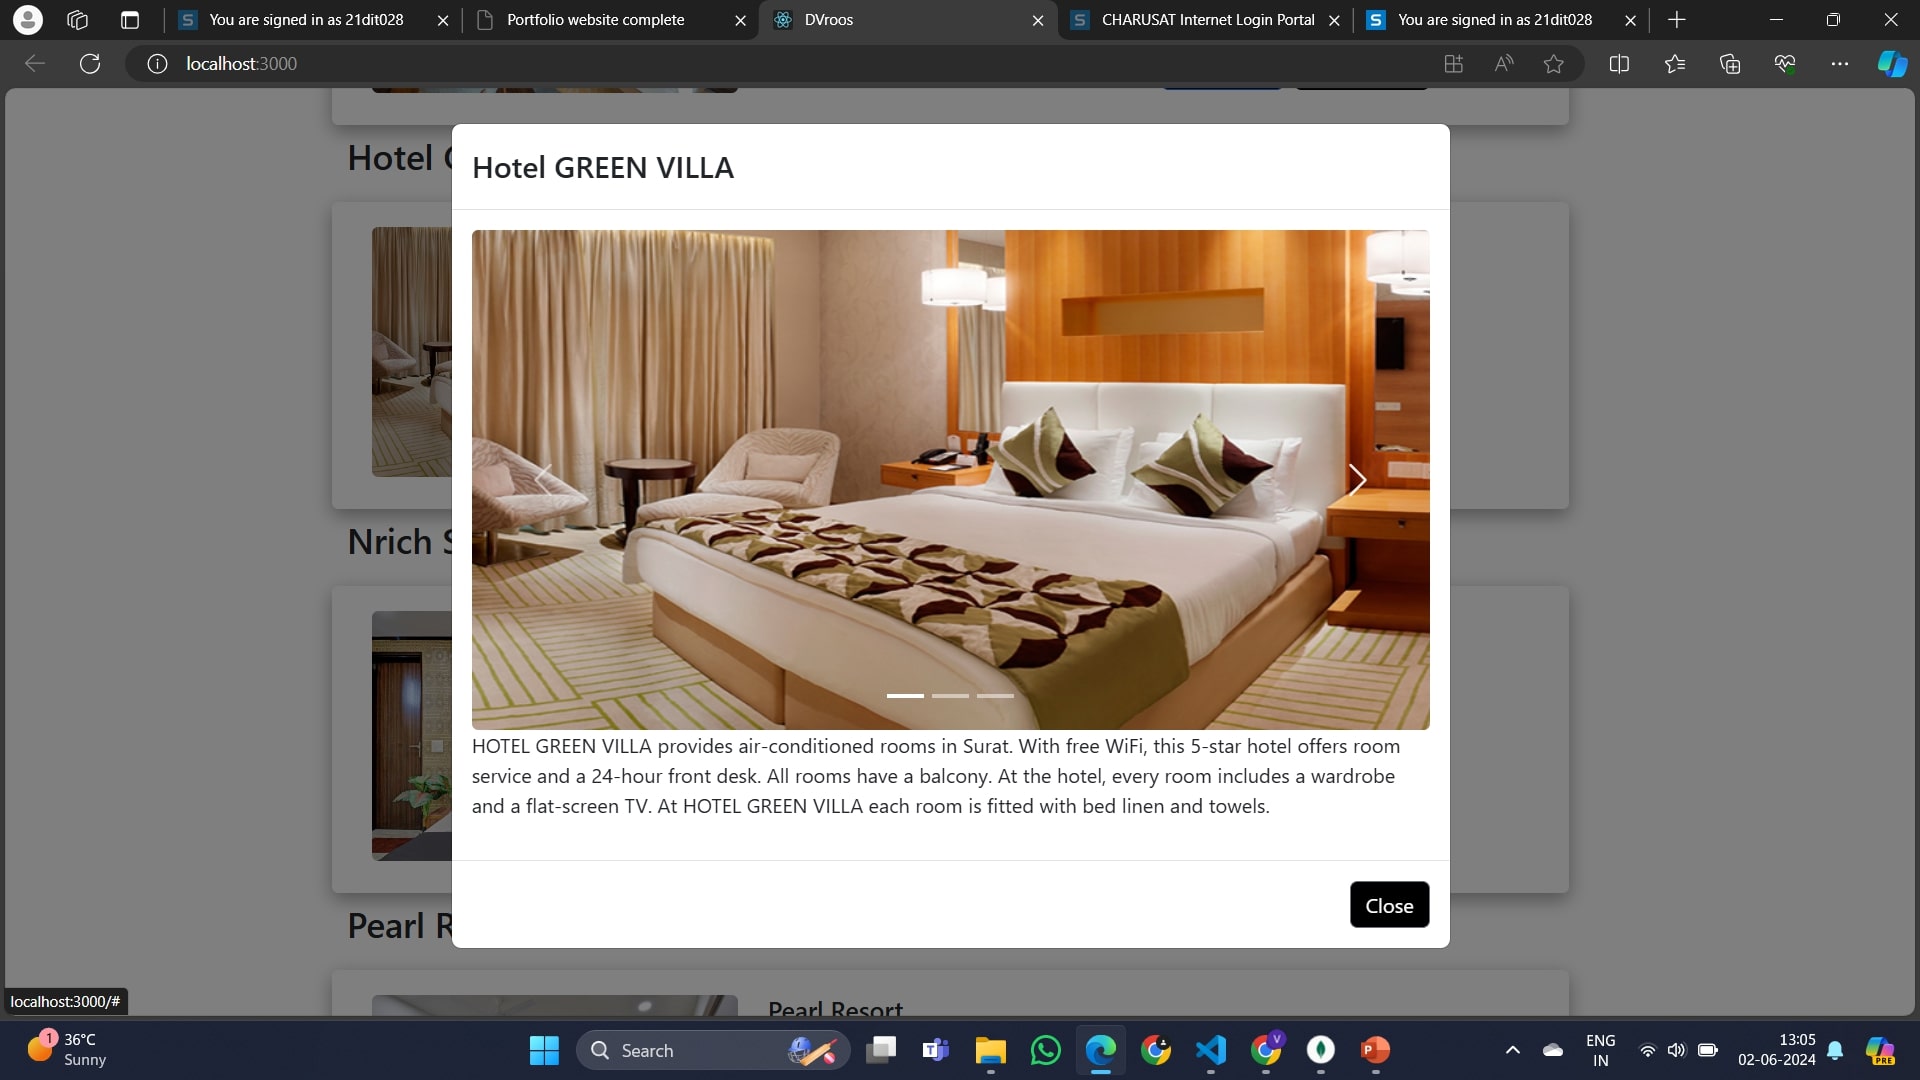 You are signed in as 21dit028
Portfolio website complete
DVroos
CHARUSAT Internet Login Portal
You are signed in as 21dit028
localhost:3000
Hotel GREEN VILLA
Hotel
HOTEL GREEN VILLA provides air-conditioned rooms in Surat. With free WiFi, this 5-star hotel offers room
service and a 24-hour front desk. All rooms have a balcony. At the hotel, every room includes a wardrobe
and a flat-screen TV. At HOTEL GREEN VILLA each room is fitted with bed linen and towels.
Nrich
Close
Pearl
Pearl Resort
localhost:3000/#
1
36°C
Sunny
Search
T
V
P
ENG
IN
13:05
02-06-2024
PRE